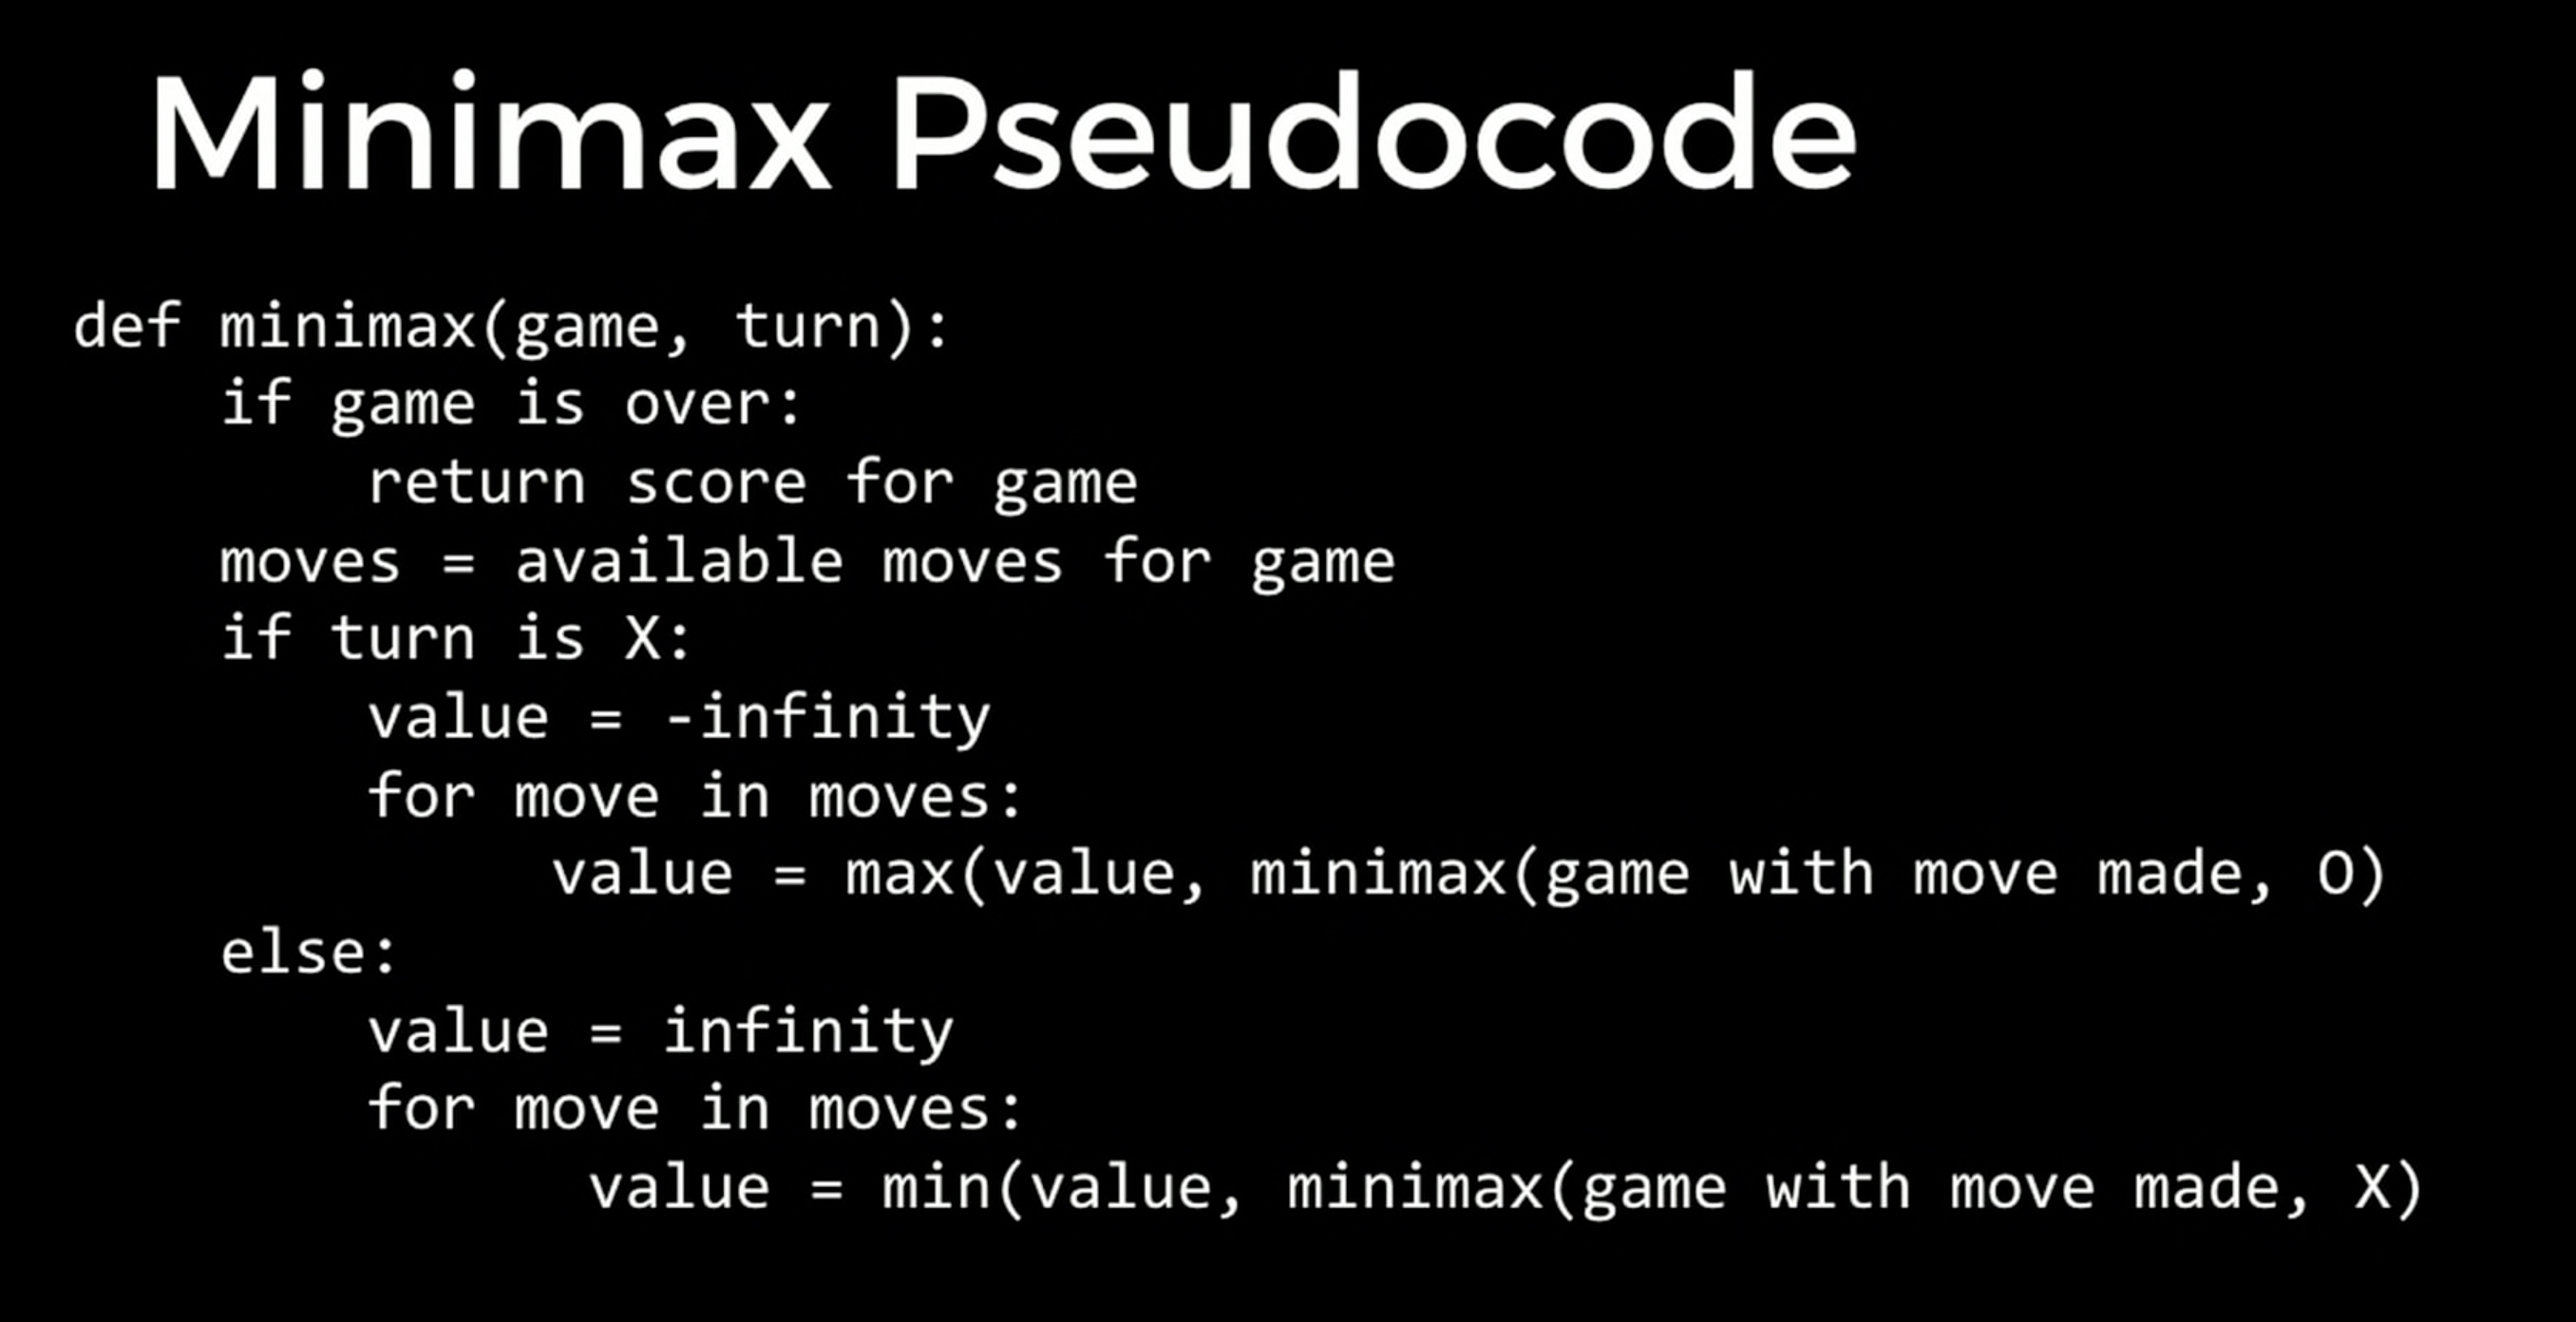 Minimax Pseudocode
def minimax(game, turn):
    if game is over:
        return score for game
    moves = available moves for game
    if turn is X:
        value = -infinity
        for move in moves:
             value = max(value, minimax(game with move made, O)
    else:
        value = infinity
        for move in moves:
              value = min(value, minimax(game with move made, X)